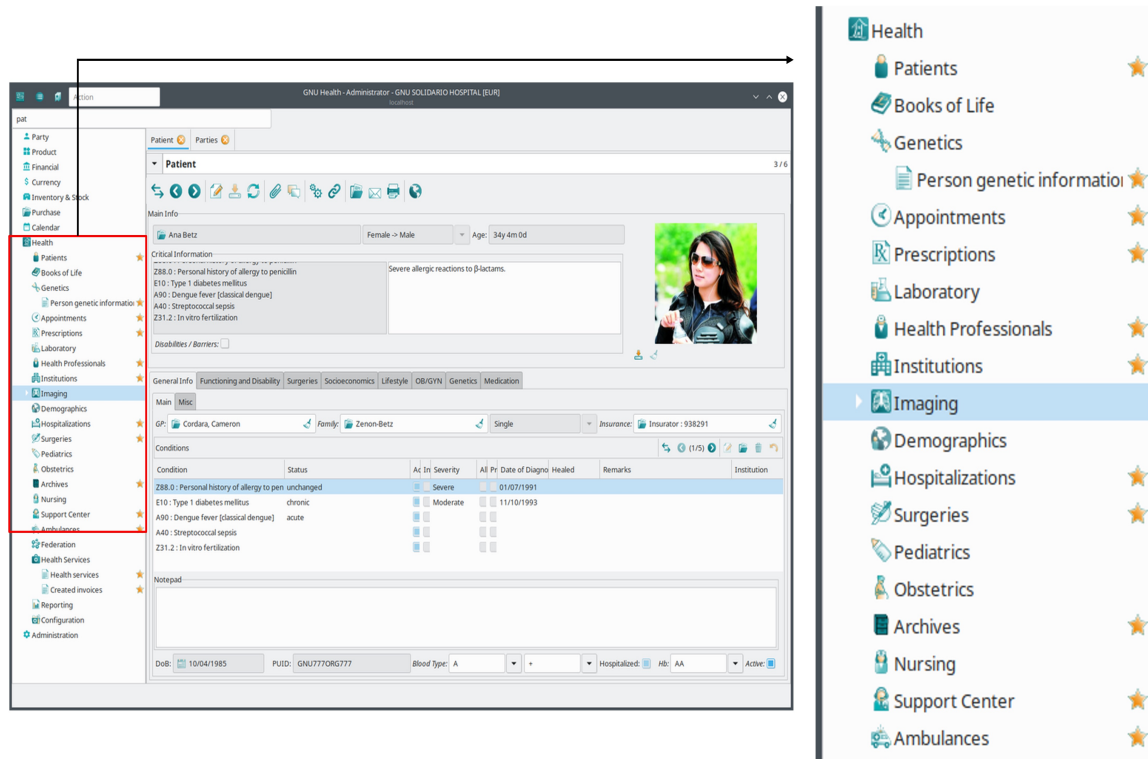 Action
GNU Health - Administrator - GNU SOLIDARIO HOSPITAL [EUR]
localhost
pat
Party
Product
Financial
Currency
Inventory & Stock
Purchase
Calendar
Health
Patients
Books of Life
Genetics
Person genetic informatio
Appointments
Prescriptions
Laboratory
Health Professionals
Institutions
Imaging
Demographics
Hospitalizations
Surgeries
Pediatrics
Obstetrics
Archives
Nursing
Support Center
Ambulances
Federation
Health Services
Health services
Created invoices
Reporting
Configuration
Administration
Patient Parties
Patient 3 / 6
Main Info
Ana Betz Female -> Male Age: 34y 4m 0d
Critical Information
Z88.0 : Personal history of allergy to penicillin
E10 : Type 1 diabetes mellitus
A90 : Dengue fever [classical dengue]
A40 : Streptococcal sepsis
Z31.2 : In vitro fertilization
Severe allergic reactions to β-lactams.
Disabilities / Barriers:
General Info Functioning and Disability Surgeries Socioeconomics Lifestyle OB/GYN Genetics Medication
Main Misc
GP: Cordara, Cameron Family: Zenon-Betz Single Insurance: Insurator : 938291
Conditions (1/5)
Condition Status Ac In Severity Al Pr Date of Diagno Healed Remarks Institution
Z88.0 : Personal history of allergy to pen unchanged Severe 01/07/1991
E10 : Type 1 diabetes mellitus chronic Moderate 11/10/1993
A90 : Dengue fever [classical dengue] acute
A40 : Streptococcal sepsis
Z31.2 : In vitro fertilization
Notepad
DoB: 10/04/1985 PUID: GNU777ORG777 Blood Type: A + Hospitalized: Hb: AA Active:
Health
Patients
Books of Life
Genetics
Person genetic informatio
Appointments
Prescriptions
Laboratory
Health Professionals
Institutions
Imaging
Demographics
Hospitalizations
Surgeries
Pediatrics
Obstetrics
Archives
Nursing
Support Center
Ambulances